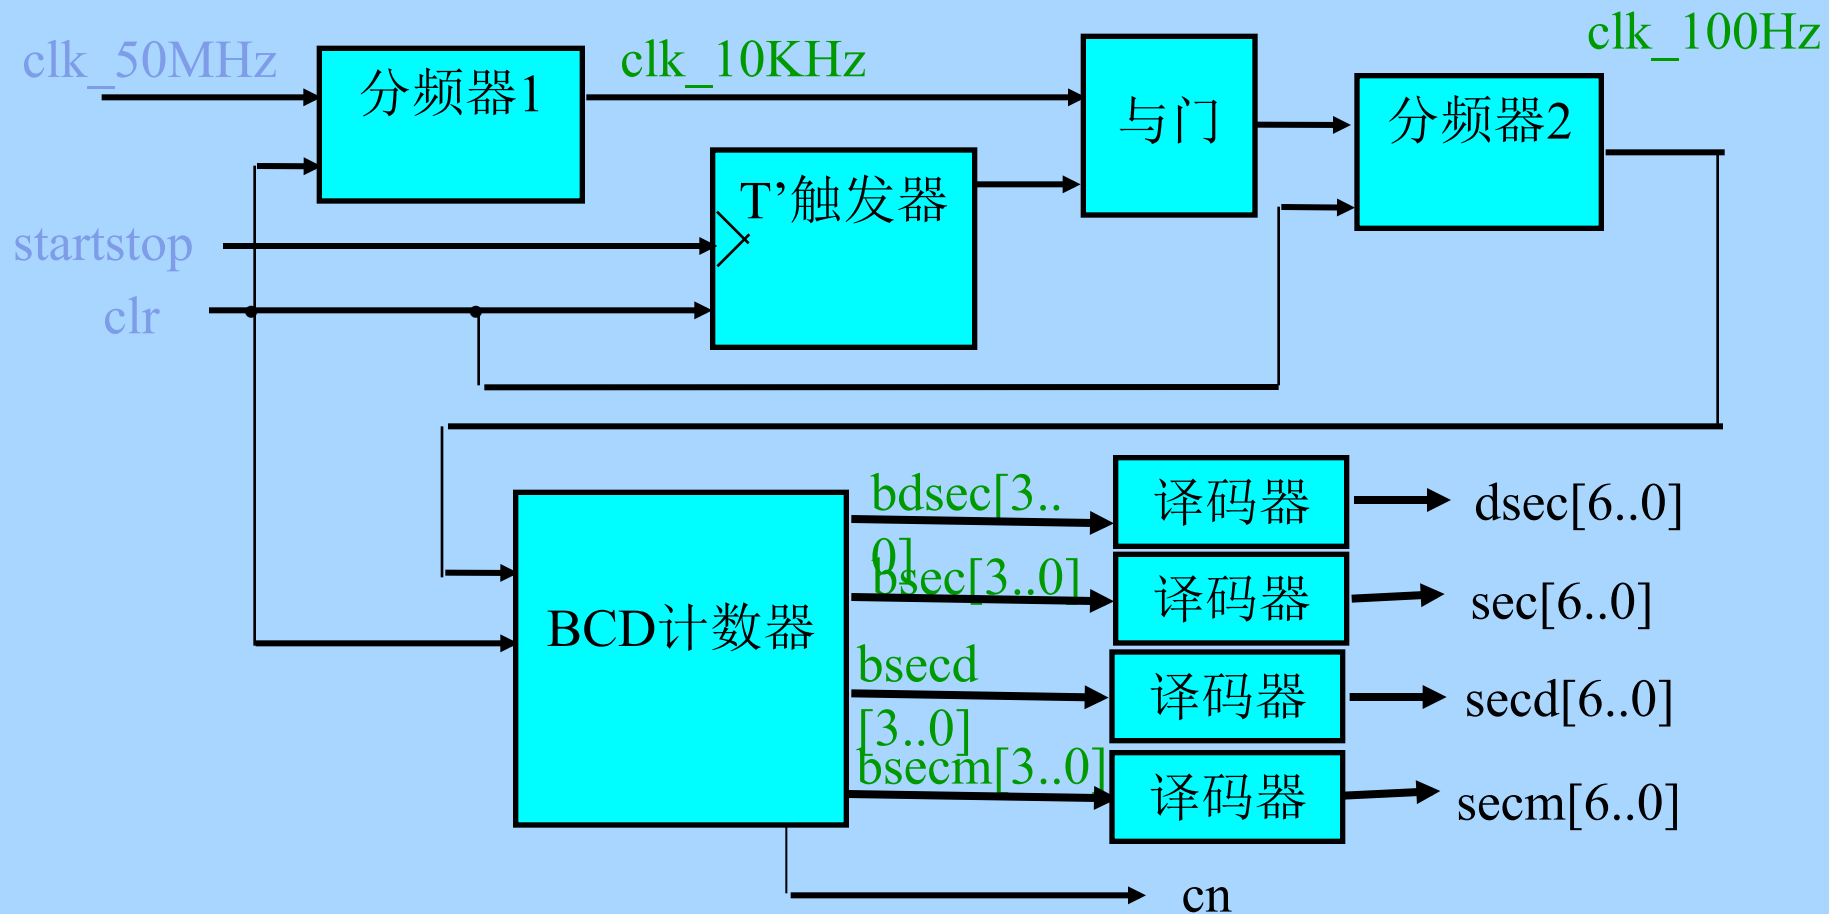 clk_50MHz
分频器1
clk_10KHz
与门
clk_100Hz
分频器2
T’触发器
startstop
clr
BCD计数器
bdsec[3..
0]
bsec[3..0]
bsecd
[3..0]
bsecm[3..0]
译码器
dsec[6..0]
译码器
sec[6..0]
译码器
secd[6..0]
译码器
secm[6..0]
cn